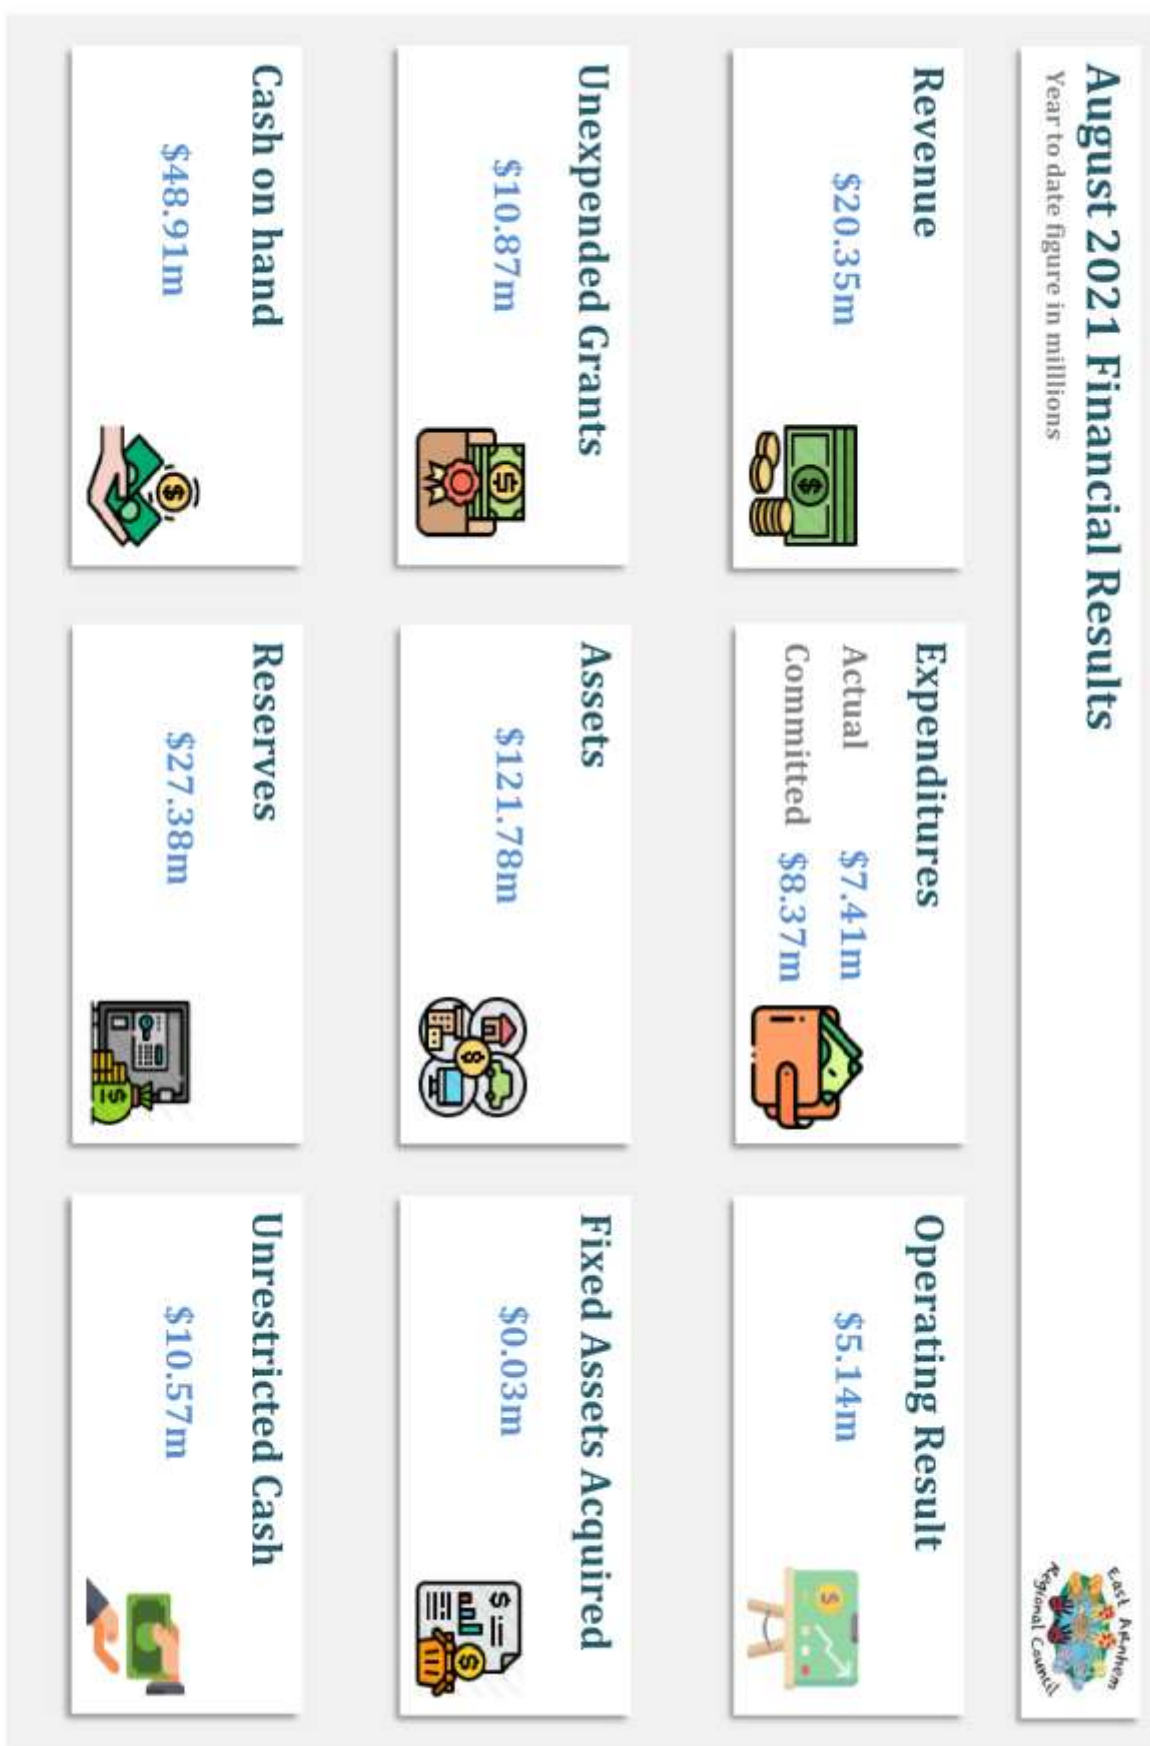 August 2021 Financial Results
Year to date figure in milllions
East Arnhem
Regional Council
Revenue
$20.35m
Expenditures
Actual $7.41m
Committed $8.37m
Operating Result
$5.14m
Unexpended Grants
$10.87m
Assets
$121.78m
Fixed Assets Acquired
$0.03m
Cash on hand
$48.91m
Reserves
$27.38m
Unrestricted Cash
$10.57m